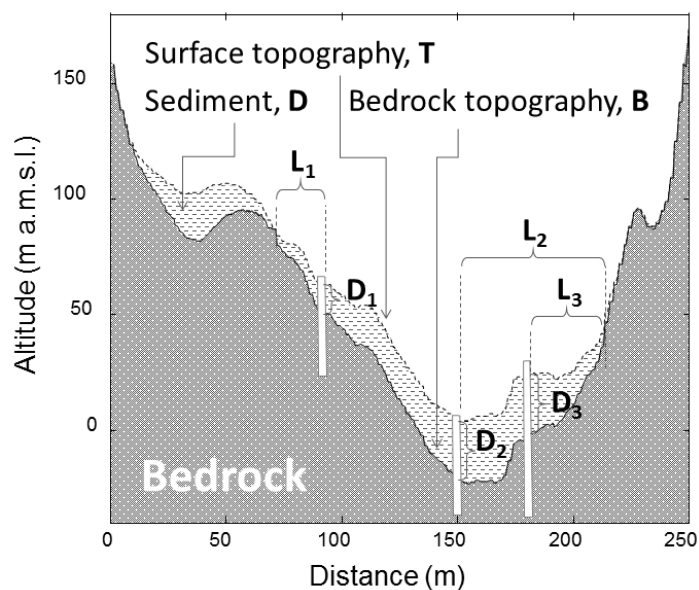 Surface topography, T
Sediment, D
Bedrock topography, B
L1
L2
L3
D1
D2
D3
Bedrock
Altitude (m a.m.s.l.)
150
100
50
0
0
50
100
150
200
250
Distance (m)